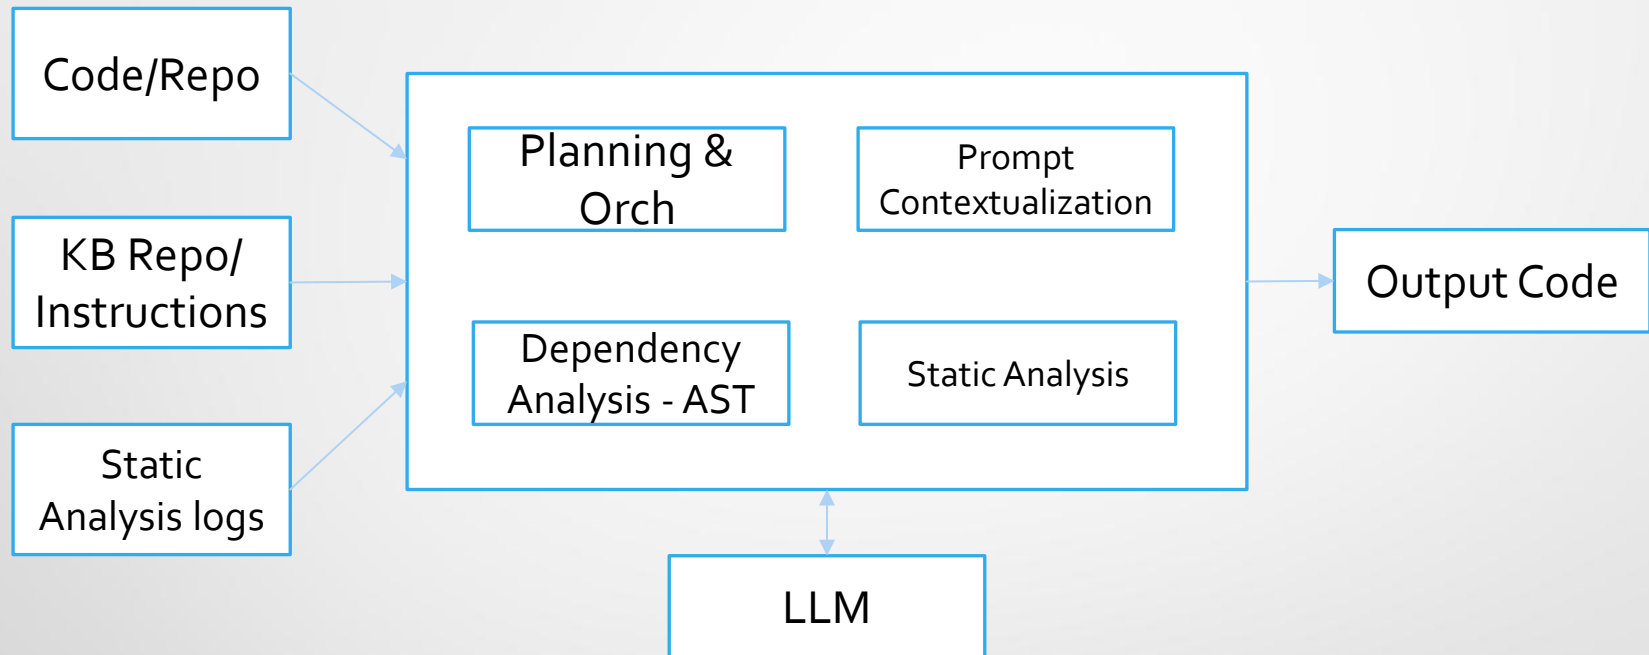 Code/Repo
KB Repo/
Instructions
Static
Analysis logs
Planning &
Orch
Prompt
Contextualization
Dependency
Analysis - AST
Static Analysis
LLM
Output Code